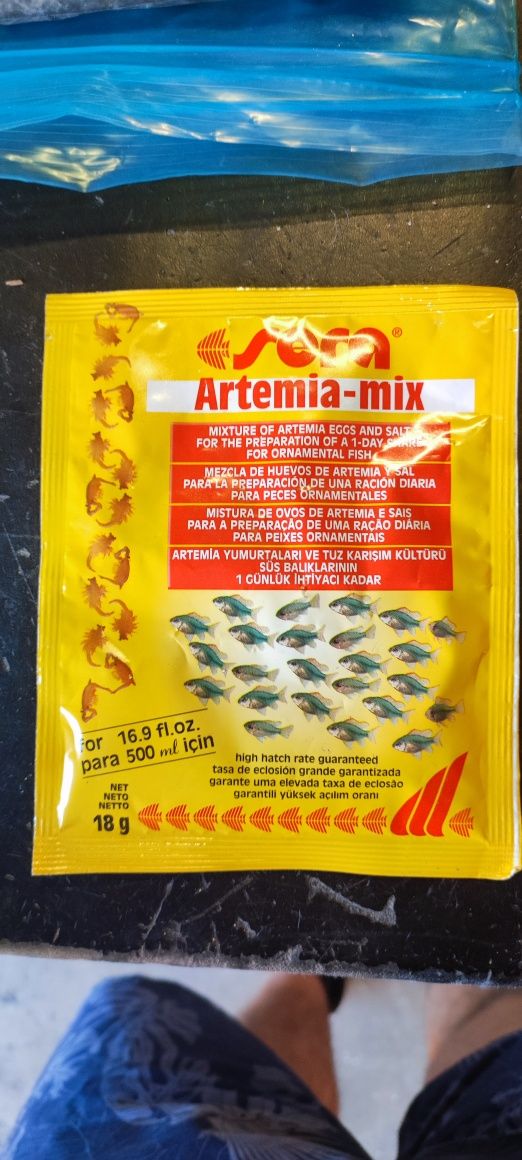 sera®
Artemia-mix
MIXTURE OF ARTEMIA EGGS AND SALT
FOR THE PREPARATION OF A 1-DAY
FOR ORNAMENTAL FISH
MEZCLA DE HUEVOS DE ARTEMIA Y SAL
PARA LA PREPARACIÓN DE UNA RACIÓN DIARIA
PARA PECES ORNAMENTALES
MISTURA DE OVOS DE ARTEMIA E SAIS
PARA A PREPARAÇÃO DE UMA RAÇÃO DIÁRIA
PARA PEIXES ORNAMENTAIS
ARTEMİA YUMURTALARI VE TUZ KARIŞIM KÜLTÜRÜ
SÜS BALIKLARININ
1 GÜNLÜK İHTİYACI KADAR
for 16.9 fl.oz.
para 500 ml için
high hatch rate guaranteed
tasa de eclosión grande garantizada
garante uma elevada taxa de eclosão
garantili yüksek açılım oranı
NET
NETO
NETTO
18 g